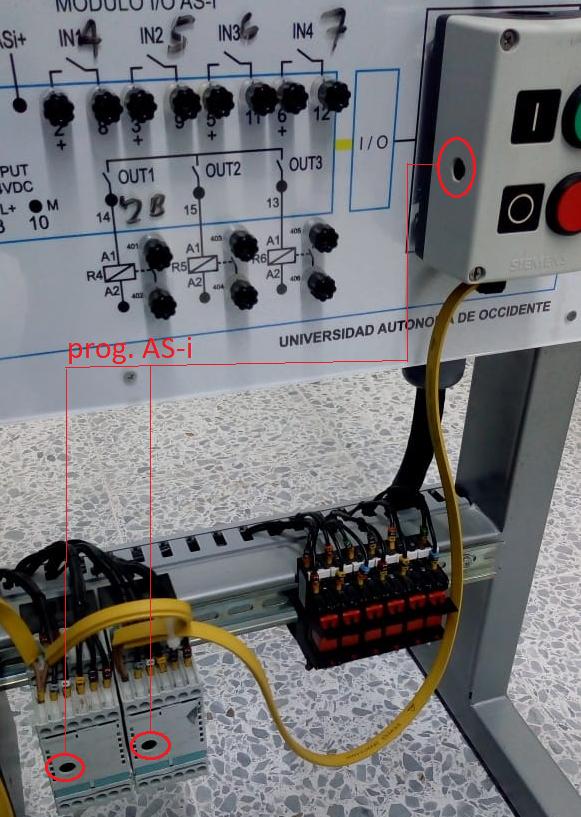 MODULO I/O AS-i
ASi+
IN1 4
IN2 5
IN3 6
IN4 7
2 8 3 9 5 11 6 12
+ + + +
I / O
I
PUT
VDC
L+ M
10
OUT1
OUT2
OUT3
14
15
13
A1
R4
A2
401
402
A1
R5
A2
403
404
A1
R6
A2
405
406
O
SIEMENS
UNIVERSIDAD AUTONOMA DE OCCIDENTE
prog. AS-i